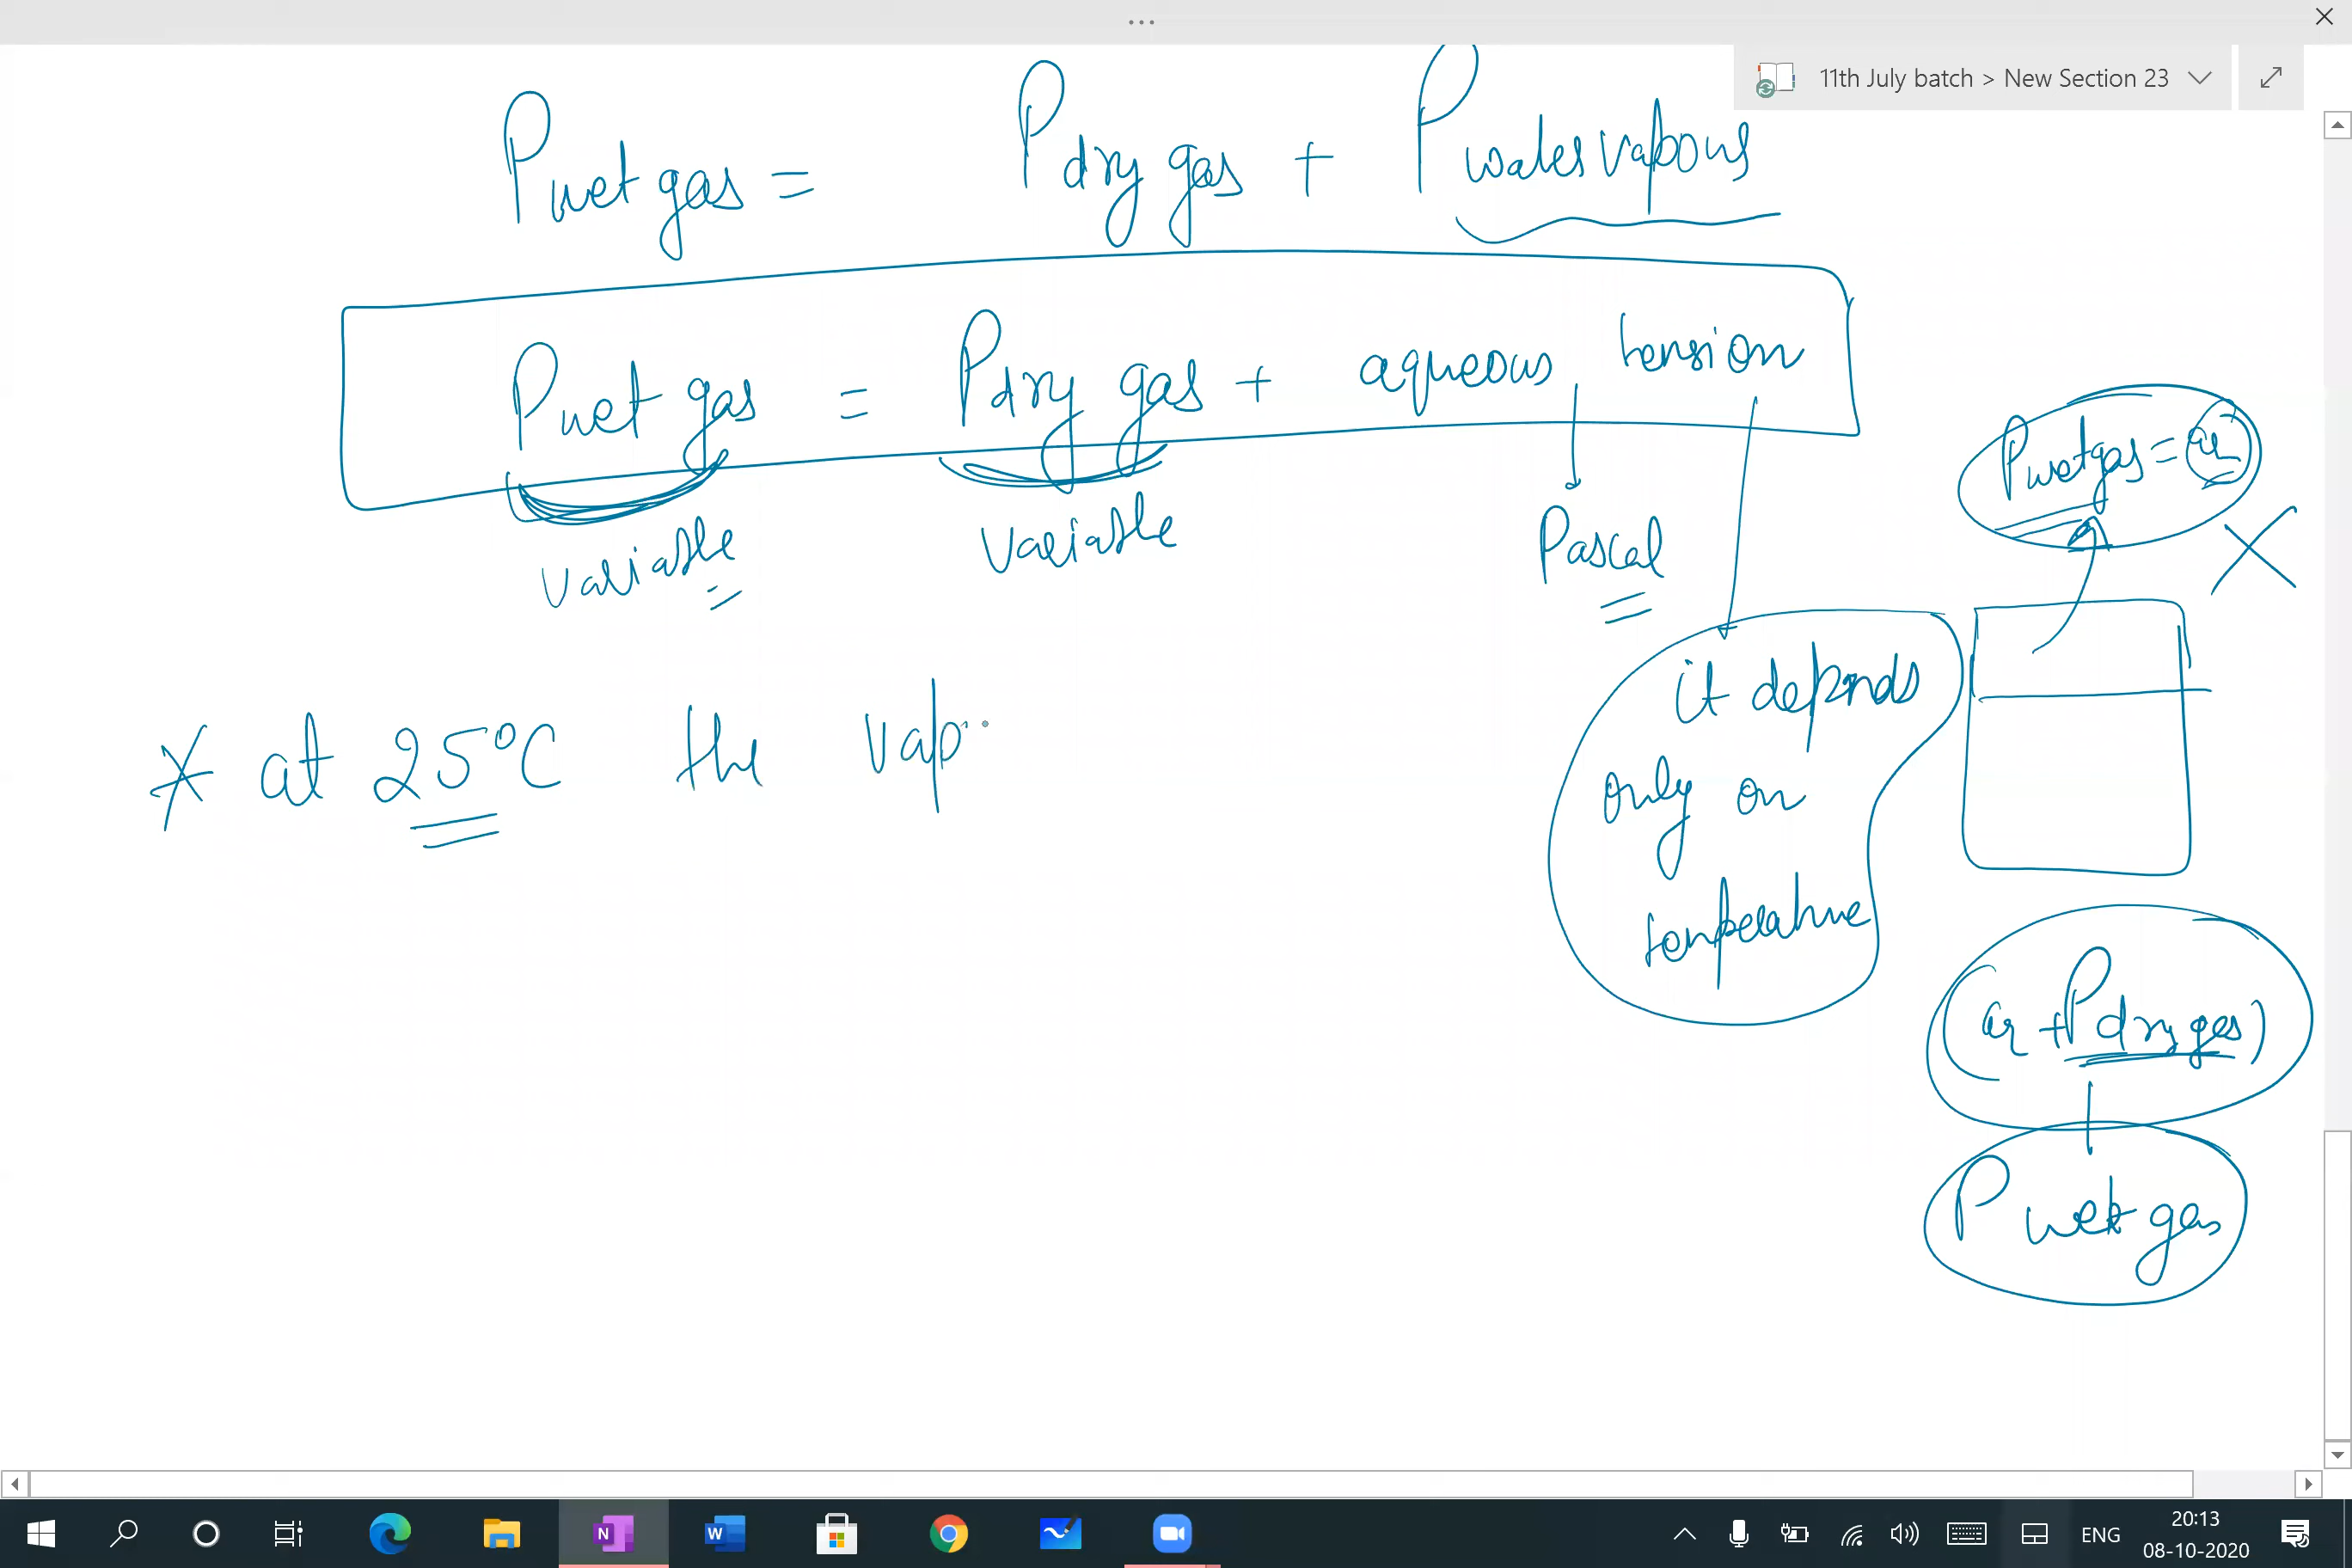 11th July batch > New Section 23
P wet gas = P dry gas + P water vapours
P wet gas = P dry gas + aqueous tension
variable
variable
Pascal
it depends
only on
temperature
P wet gas =
* at 25°C the vap
+ P dry gas)
P wet gas
N
W
ENG
20:13
08-10-2020